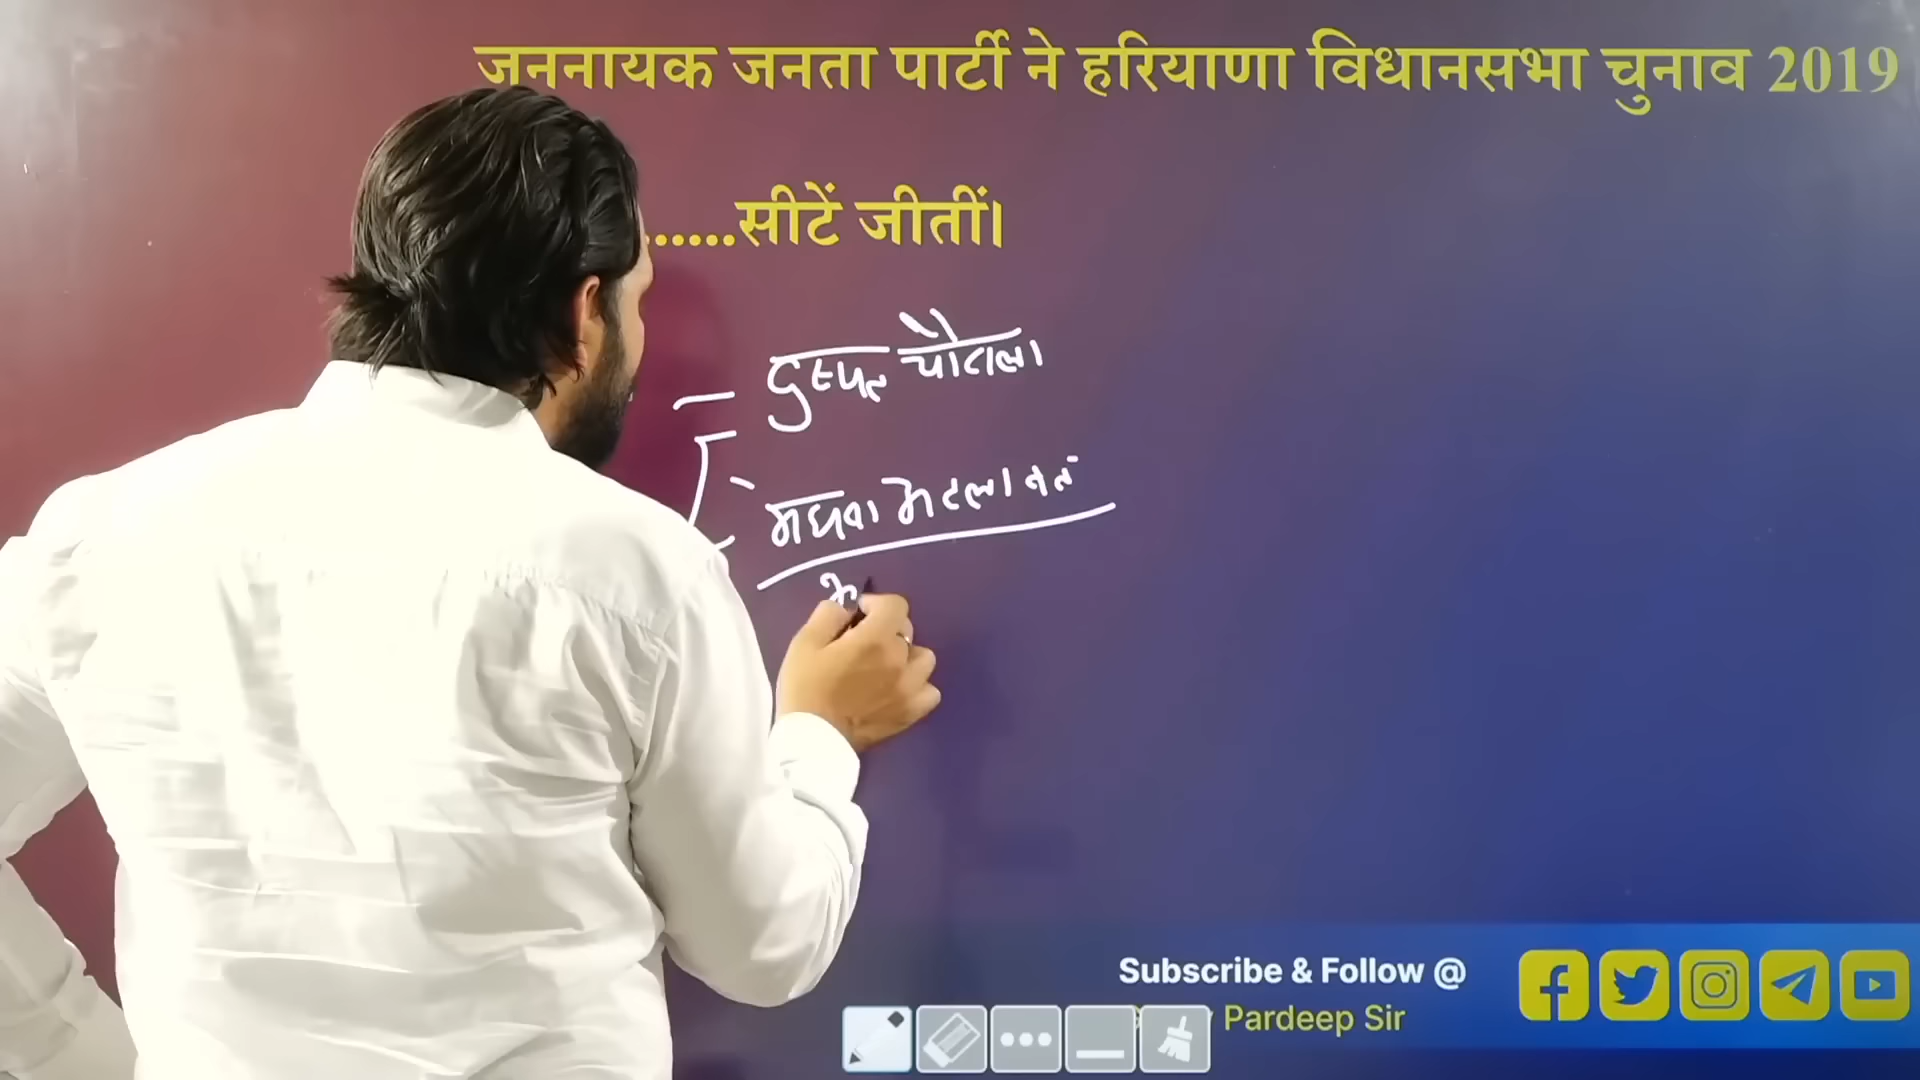 जननायक जनता पार्टी ने हरियाणा विधानसभा चुनाव 2019
......सीटें जीतीं।
चौटाला
Subscribe & Follow @
Pardeep Sir